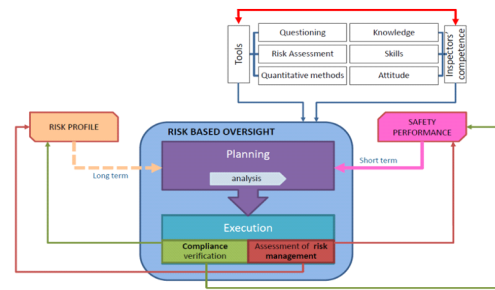 Tools
Questioning
Knowledge
Risk Assessment
Skills
Quantitative methods
Attitude
Inspectors'
competence
RISK PROFILE
SAFETY
PERFORMANCE
RISK BASED OVERSIGHT
Planning
analysis
Long term
Short term
Execution
Compliance
verification
Assessment of risk
management